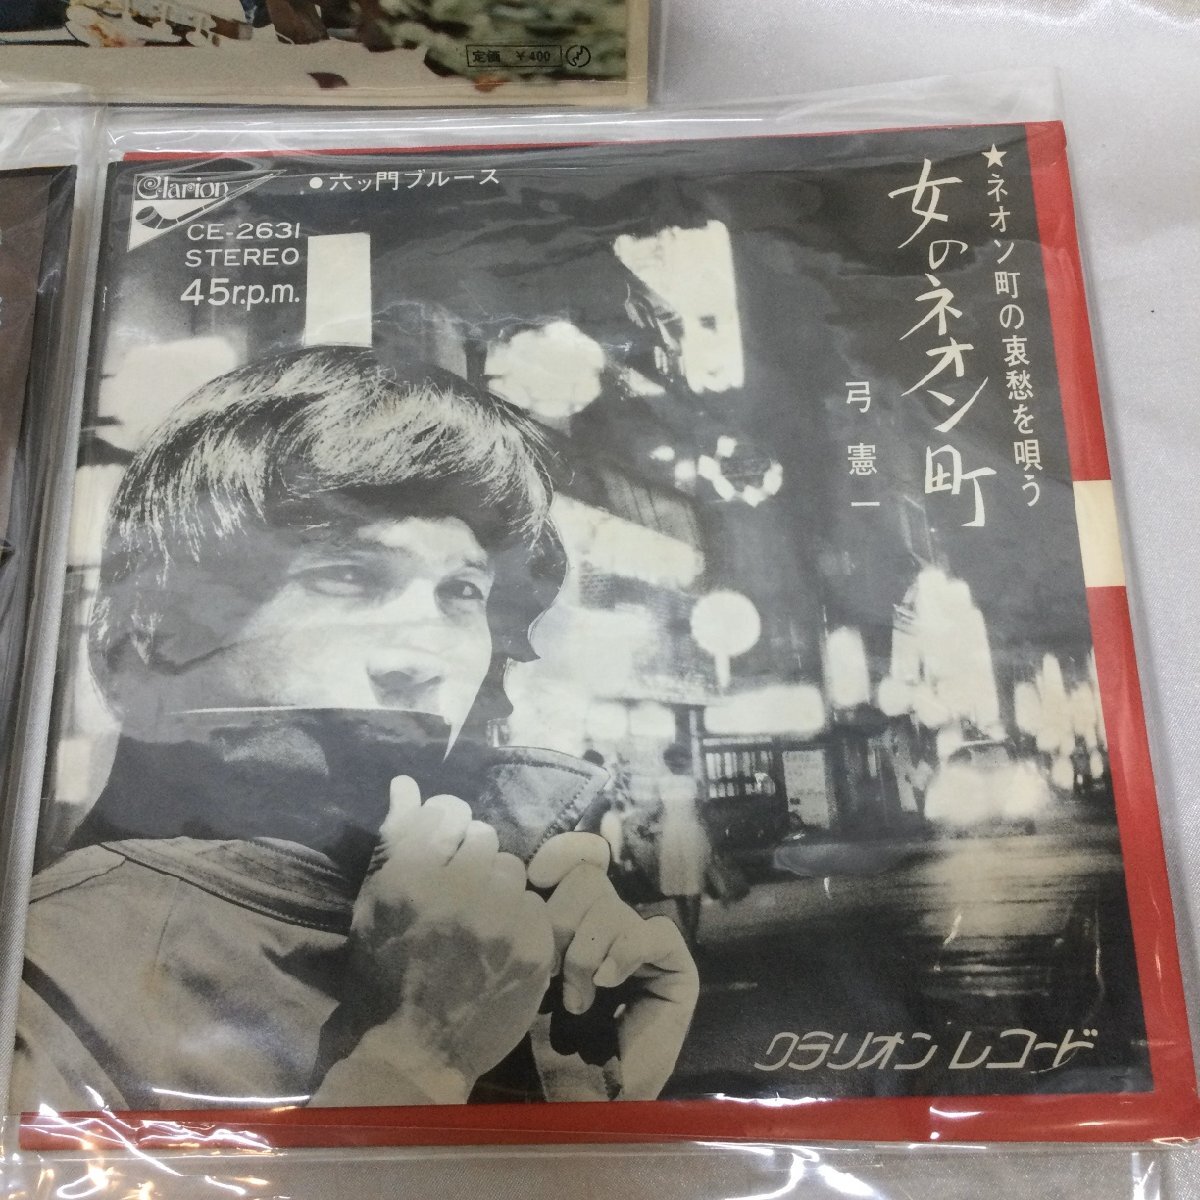 定価 ¥400
Clarion
●六ッ門ブルース
CE-2631
STEREO
45r.p.m.
★ネオン町の哀愁を唄う
女のネオン町
弓憲一
クラリオンレコード